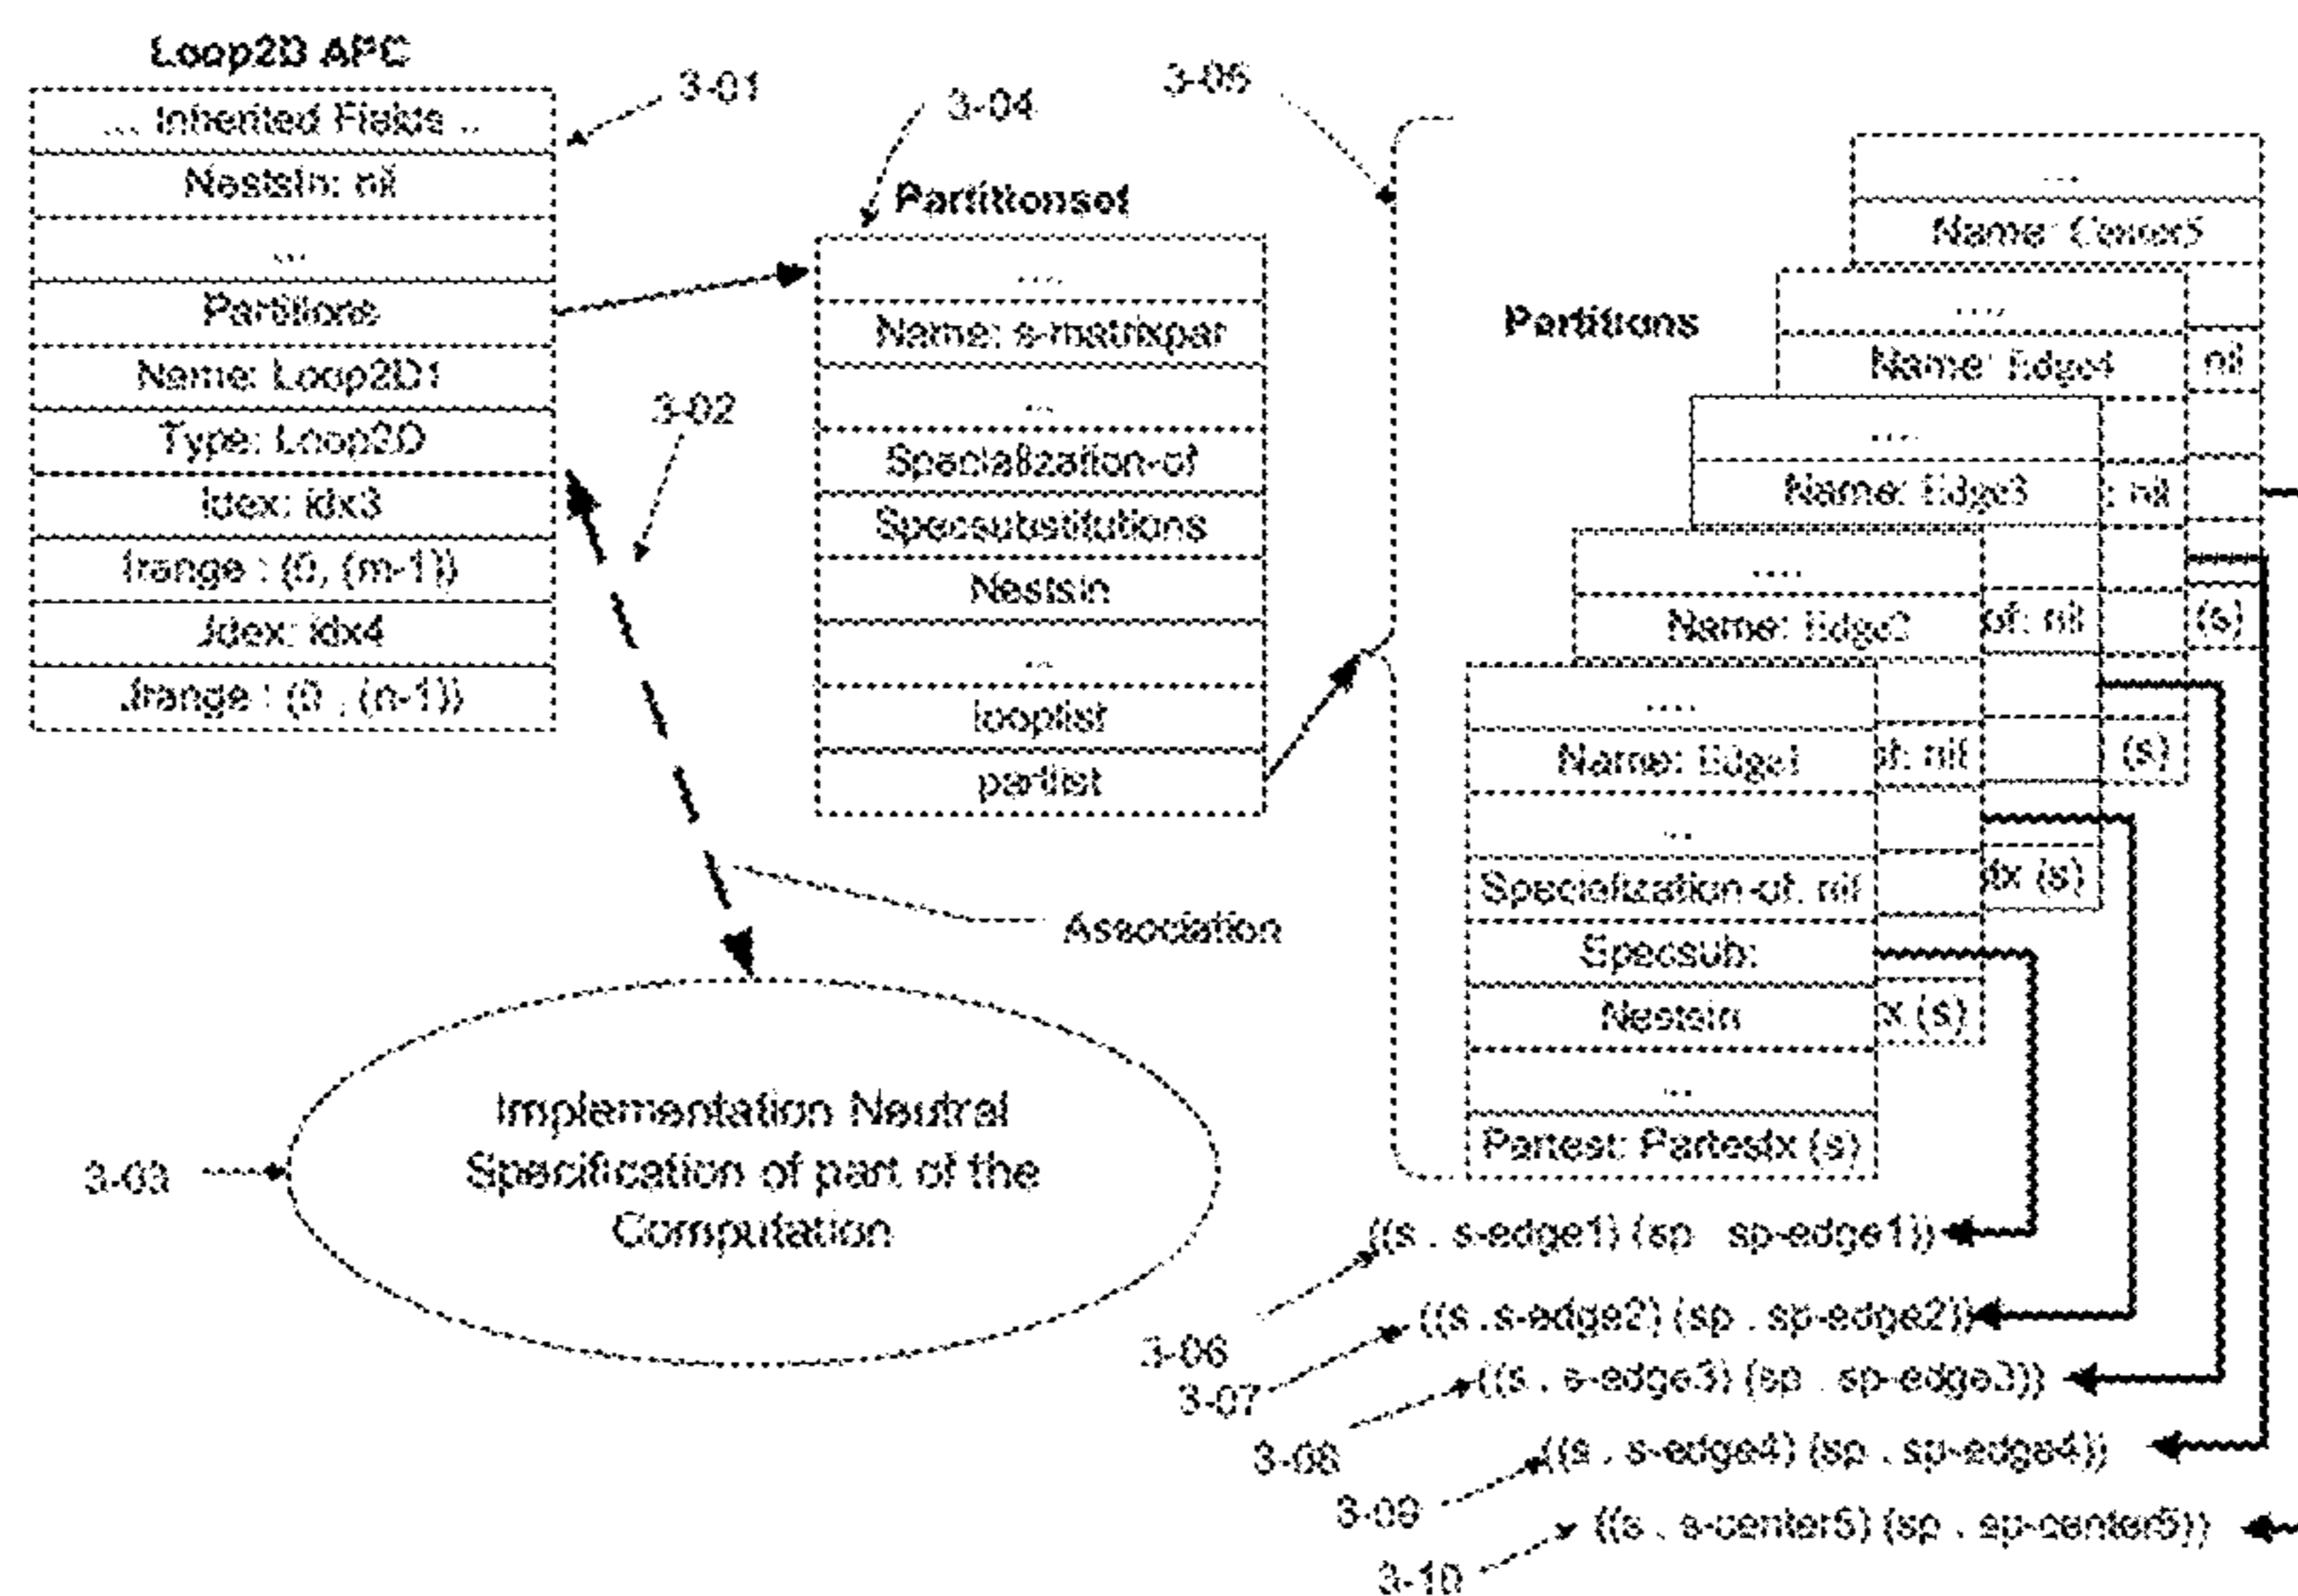 Loop2D APC
... Inherited Fields ..
Nestsin: nil
...
Partitions
Name: Loop2D1
Type: Loop2D
Idex: idx3
Irange : (0, (m-1))
Jdex: idx4
Jrange : (0 , (n-1))
3-01
3-02
3-03
3-04
Partitionset
....
Name: s-matrixpar
...
Specialization-of
Specsubstitutions
Nestsin
...
looplist
partlist
Association
Implementation Neutral
Specification of part of the
Computation
3-05
Partitions
...
Name: Center5
....
Name: Edge4
nil
....
Name: Edge3
: nil
....
Name: Edge2
of: nil
(s)
....
Name: Edge1
f: nil
(s)
...
Specialization-of: nil
tx (s)
Specsub:
Nestsin
x (s)
...
Partest: Partestx (s)
((s . s-edge1) (sp . sp-edge1))
3-06
((s . s-edge2) (sp . sp-edge2))
3-07
((s . s-edge3) (sp . sp-edge3))
3-08
((s . s-edge4) (sp . sp-edge4))
3-09
((s . s-center5) (sp . sp-center5))
3-10